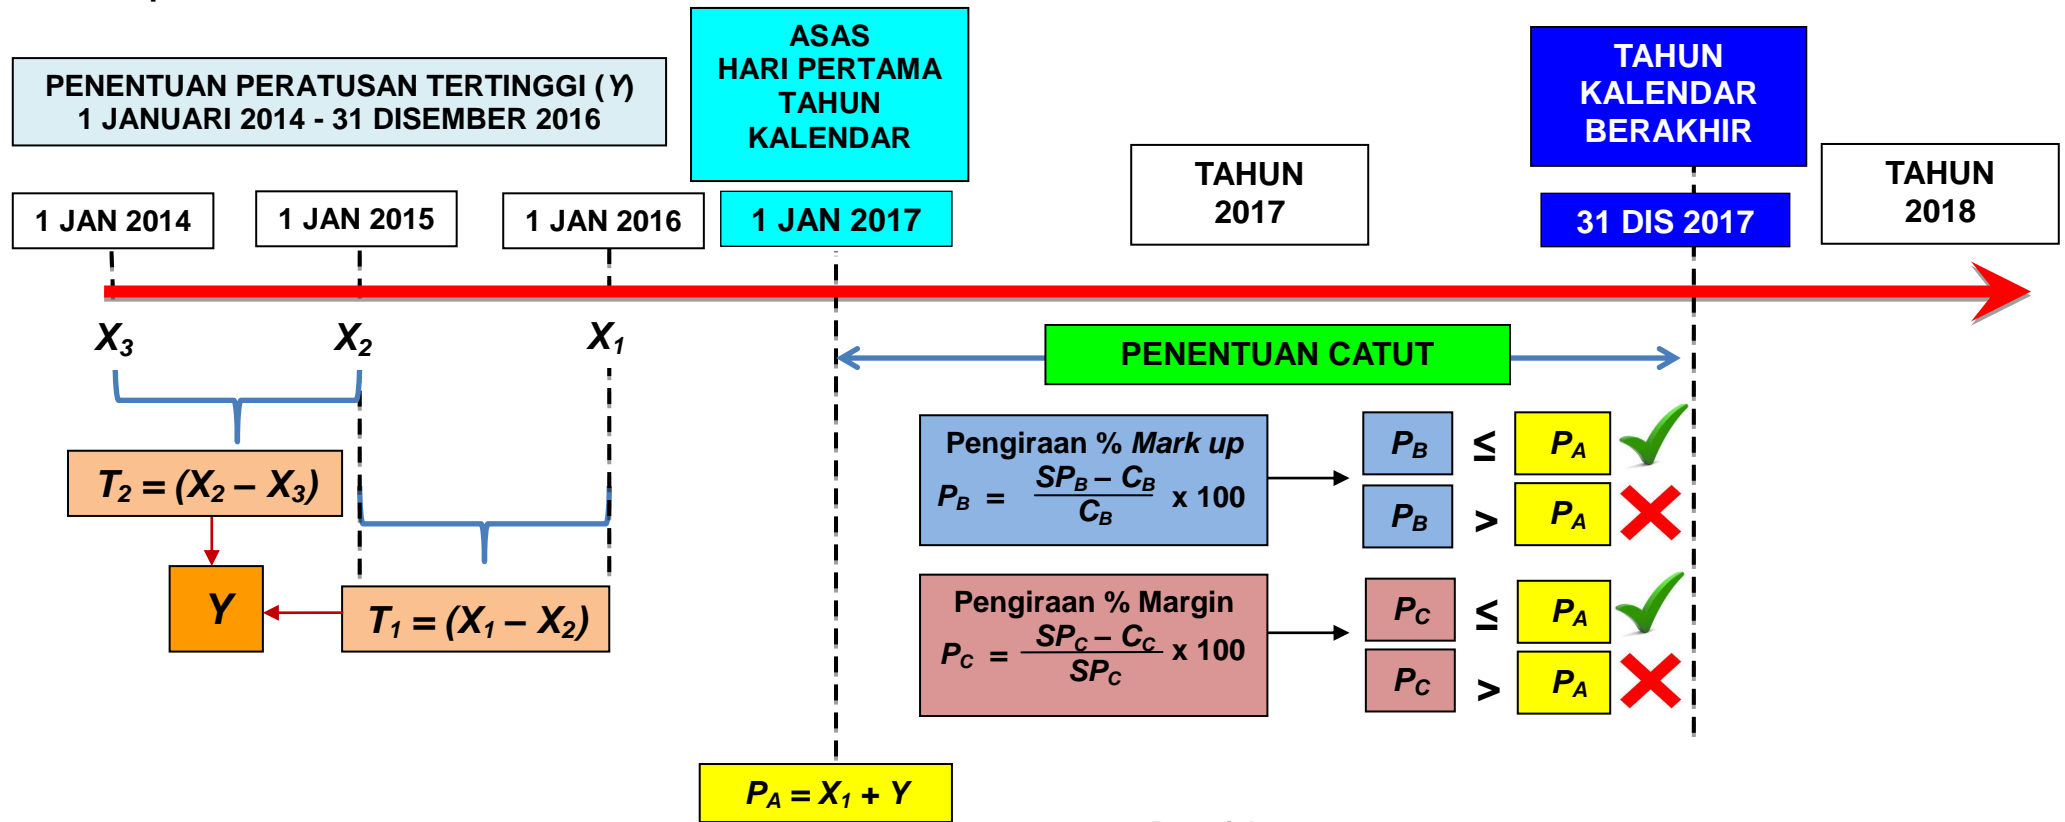 PENENTUAN PERATUSAN TERTINGGI (Y)
1 JANUARI 2014 - 31 DISEMBER 2016
ASAS
HARI PERTAMA
TAHUN
KALENDAR
TAHUN
KALENDAR
BERAKHIR
TAHUN
2017
TAHUN
2018
1 JAN 2014
1 JAN 2015
1 JAN 2016
1 JAN 2017
31 DIS 2017
X3
X2
X1
PENENTUAN CATUT
T2 = (X2 – X3)
Y
T1 = (X1 – X2)
Pengiraan % Mark up
PB = SPB – CB / CB x 100
PB ≤ PA
PB > PA
Pengiraan % Margin
PC = SPC – CC / SPC x 100
PC ≤ PA
PC > PA
PA = X1 + Y